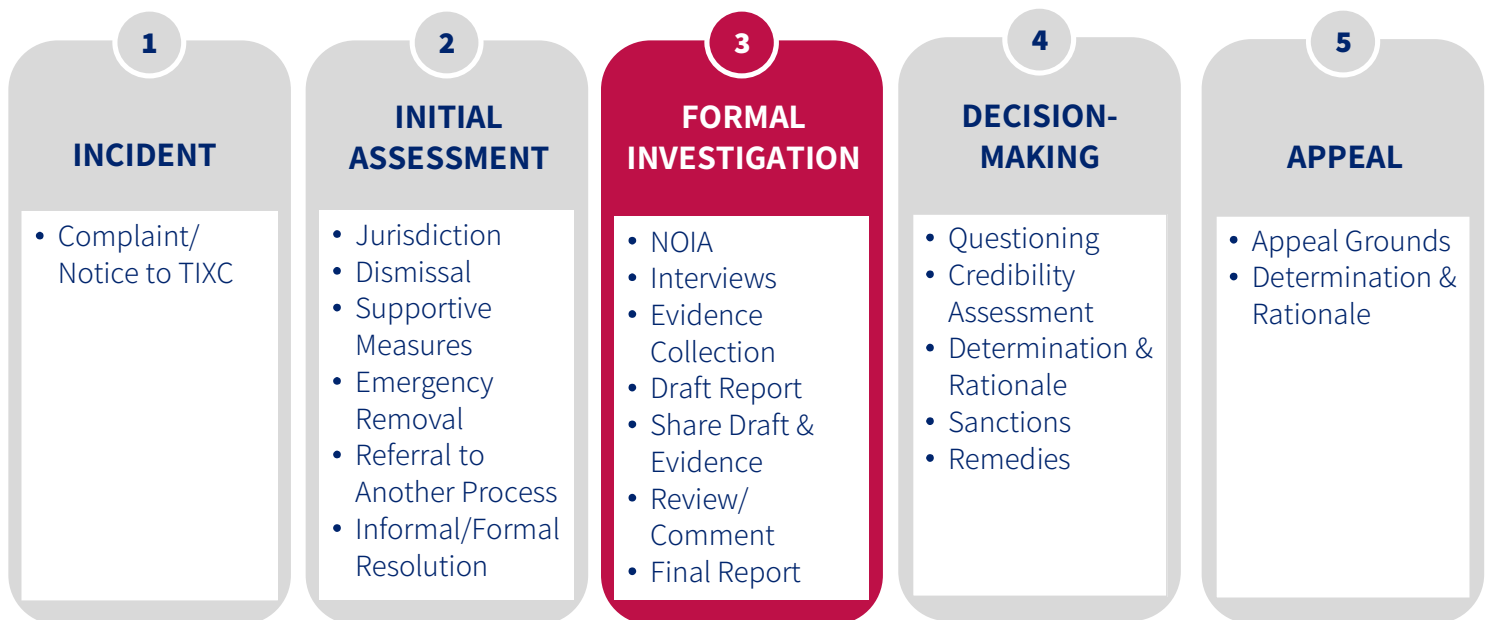 1
INCIDENT
• Complaint/
Notice to TIXC
2
INITIAL
ASSESSMENT
• Jurisdiction
• Dismissal
• Supportive
Measures
• Emergency
Removal
• Referral to
Another Process
• Informal/Formal
Resolution
3
FORMAL
INVESTIGATION
• NOIA
• Interviews
• Evidence
Collection
• Draft Report
• Share Draft &
Evidence
• Review/
Comment
• Final Report
4
DECISION-
MAKING
• Questioning
• Credibility
Assessment
• Determination &
Rationale
• Sanctions
• Remedies
5
APPEAL
• Appeal Grounds
• Determination &
Rationale